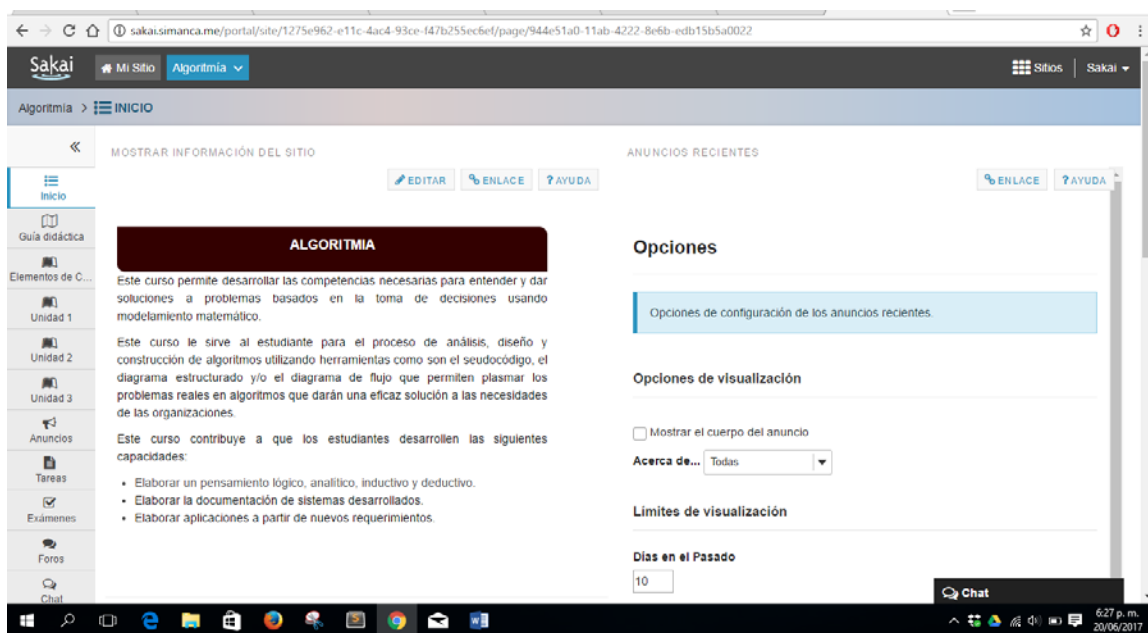 sakai.simanca.me/portal/site/1275e962-e11c-4ac4-93ce-f47b255ec6ef/page/944e51a0-11ab-4222-8e6b-edb15b5a0022
Sakai
Mi Sitio
Algoritmía
Sitios
Sakai
Algoritmia > INICIO
MOSTRAR INFORMACIÓN DEL SITIO
EDITAR
ENLACE
? AYUDA
ANUNCIOS RECIENTES
ENLACE
? AYUDA
Inicio
Guía didáctica
Elementos de C...
Unidad 1
Unidad 2
Unidad 3
Anuncios
Tareas
Exámenes
Foros
Chat
ALGORITMIA
Este curso permite desarrollar las competencias necesarias para entender y dar
soluciones a problemas basados en la toma de decisiones usando
modelamiento matemático.
Este curso le sirve al estudiante para el proceso de análisis, diseño y
construcción de algoritmos utilizando herramientas como son el seudocódigo, el
diagrama estructurado y/o el diagrama de flujo que permiten plasmar los
problemas reales en algoritmos que darán una eficaz solución a las necesidades
de las organizaciones.
Este curso contribuye a que los estudiantes desarrollen las siguientes
capacidades:
• Elaborar un pensamiento lógico, analítico, inductivo y deductivo.
• Elaborar la documentación de sistemas desarrollados.
• Elaborar aplicaciones a partir de nuevos requerimientos.
Opciones
Opciones de configuración de los anuncios recientes.
Opciones de visualización
Mostrar el cuerpo del anuncio
Acerca de... Todas
Límites de visualización
Días en el Pasado
10
Chat
6:27 p. m.
20/06/2017